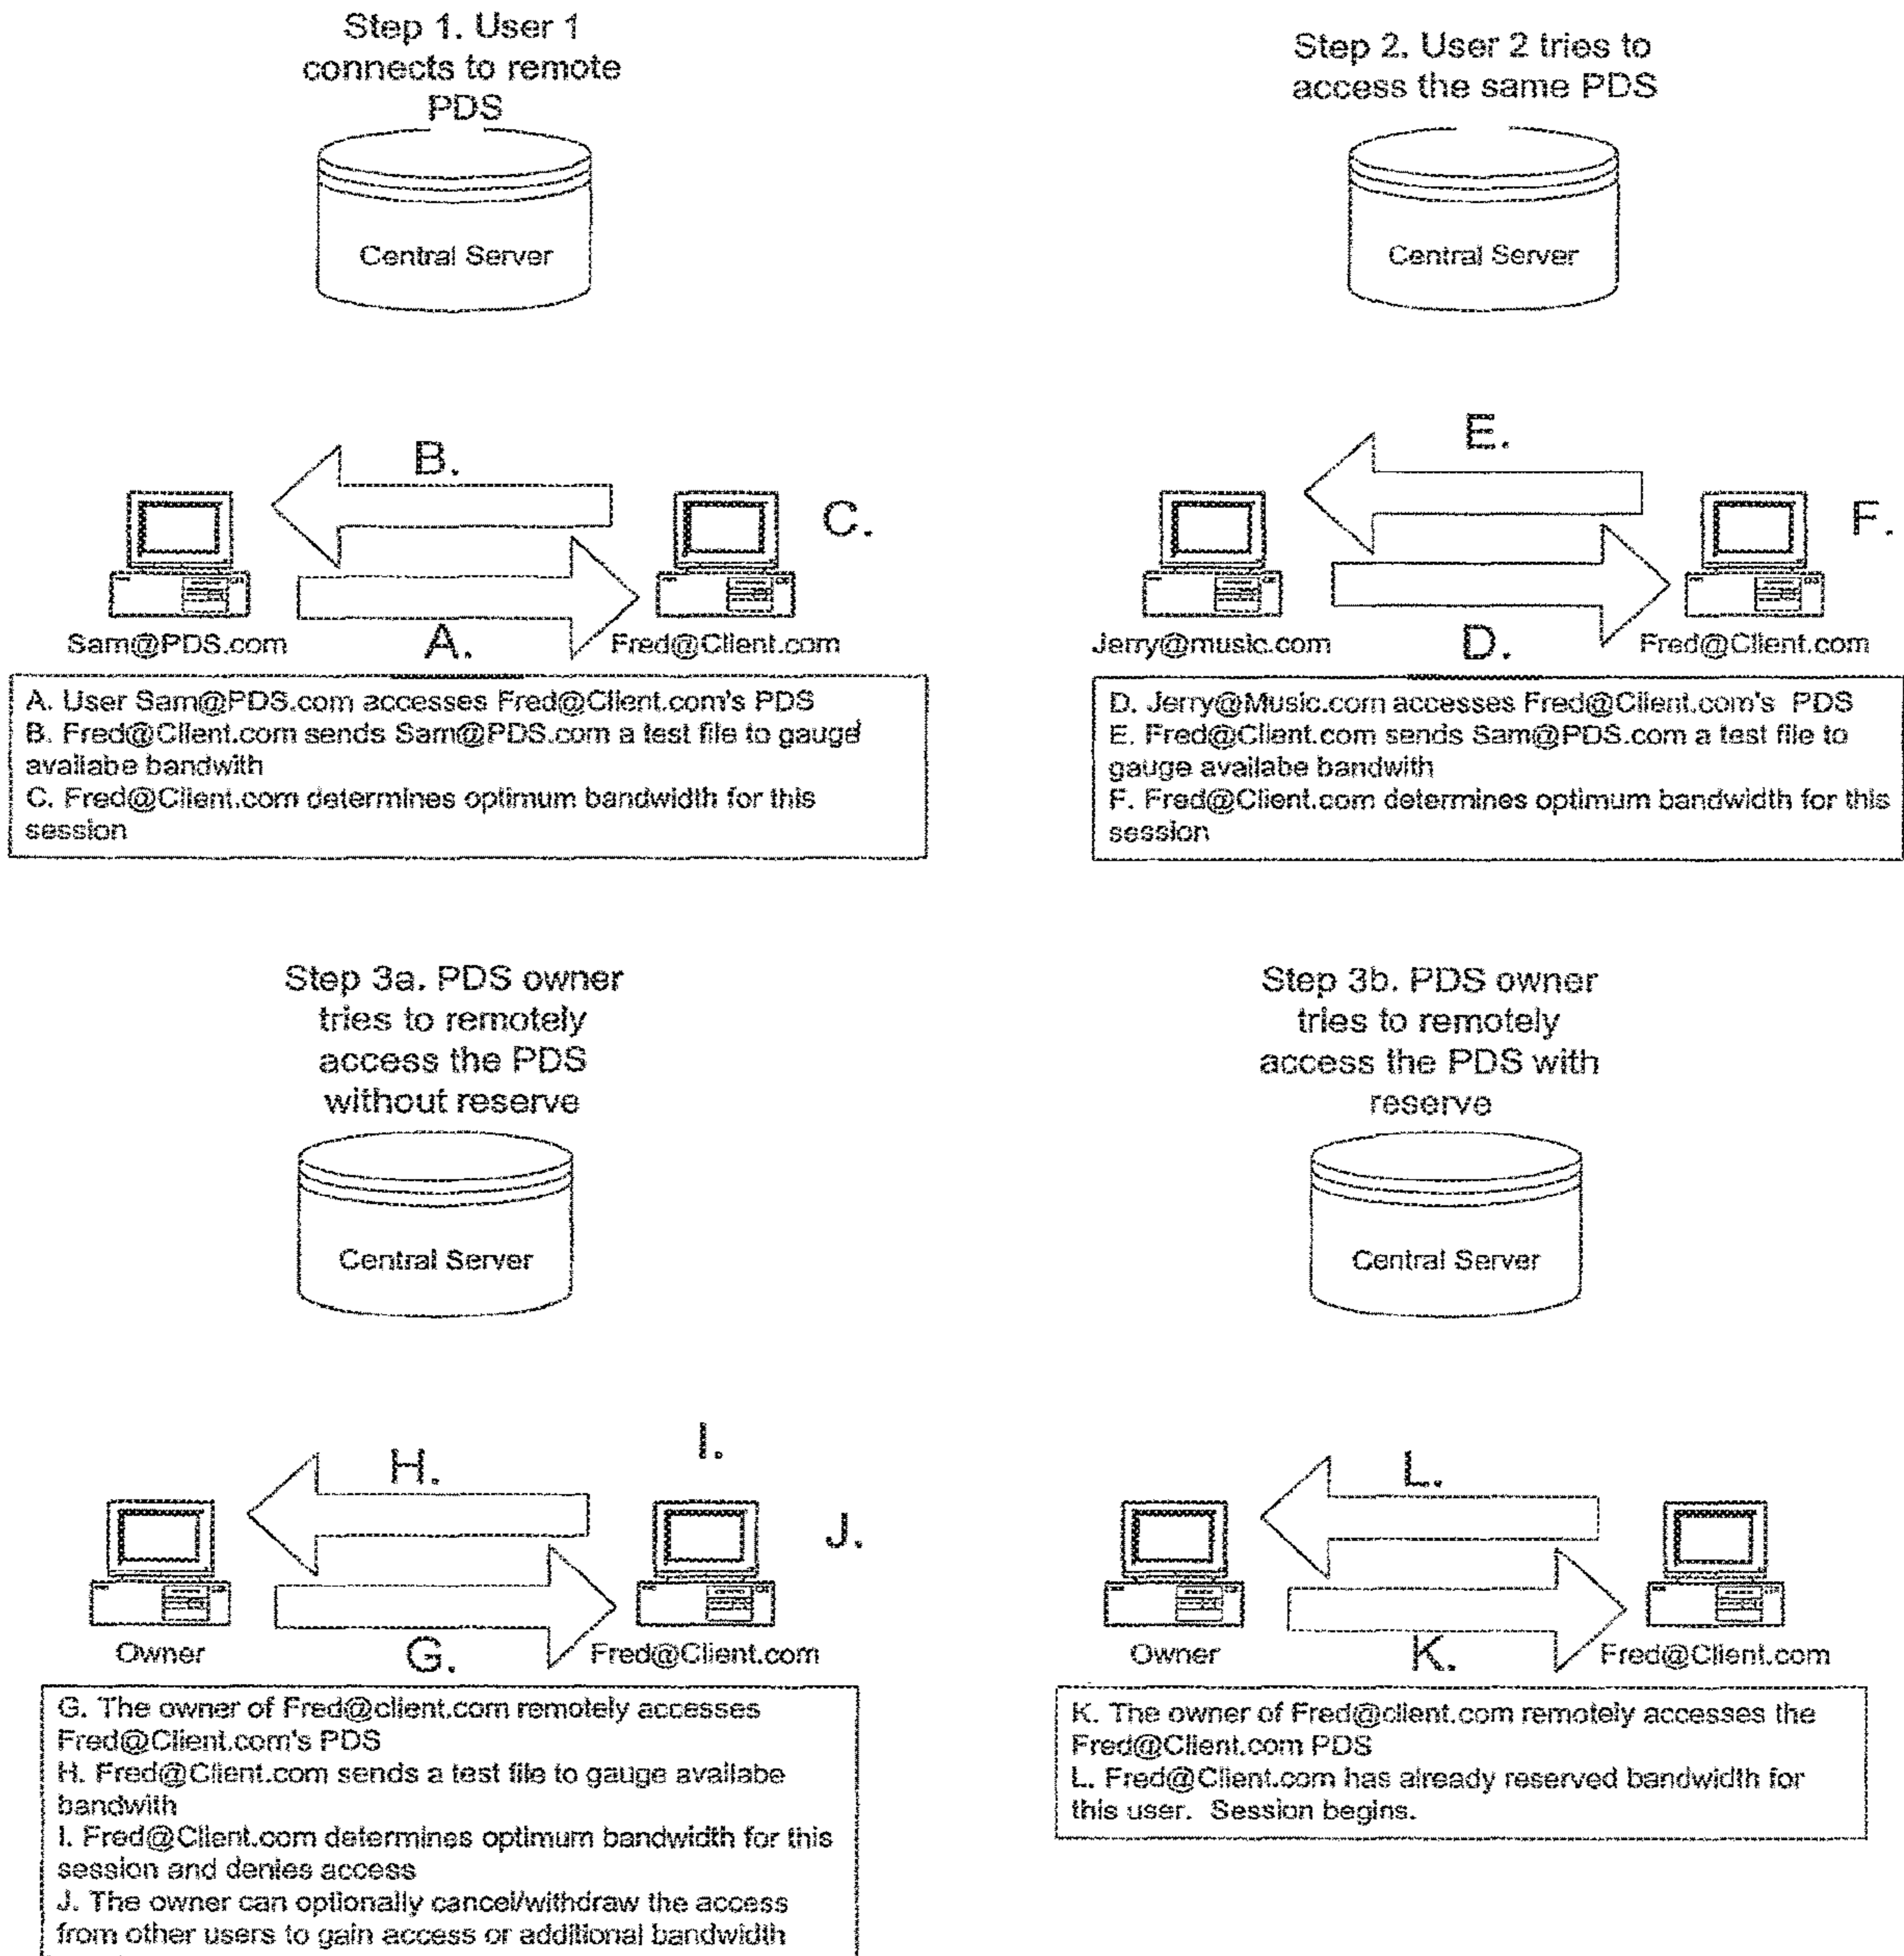 Step 1. User 1
connects to remote
PDS
Central Server
B.
C.
Sam@PDS.com
A.
Fred@Client.com
A. User Sam@PDS.com accesses Fred@Client.com's PDS
B. Fred@Client.com sends Sam@PDS.com a test file to gauge
availabe bandwith
C. Fred@Client.com determines optimum bandwidth for this
session
Step 2. User 2 tries to
access the same PDS
Central Server
E.
F.
Jerry@music.com
D.
Fred@Client.com
D. Jerry@Music.com accesses Fred@Client.com's PDS
E. Fred@Client.com sends Sam@PDS.com a test file to
gauge availabe bandwith
F. Fred@Client.com determines optimum bandwidth for this
session
Step 3a. PDS owner
tries to remotely
access the PDS
without reserve
Central Server
H.
I.
J.
Owner
G.
Fred@Client.com
G. The owner of Fred@client.com remotely accesses
Fred@Client.com's PDS
H. Fred@Client.com sends a test file to gauge availabe
bandwith
I. Fred@Client.com determines optimum bandwidth for this
session and denies access
J. The owner can optionally cancel/withdraw the access
from other users to gain access or additional bandwidth
Step 3b. PDS owner
tries to remotely
access the PDS with
reserve
Central Server
L.
Owner
K.
Fred@Client.com
K. The owner of Fred@client.com remotely accesses the
Fred@Client.com PDS
L. Fred@Client.com has already reserved bandwidth for
this user. Session begins.